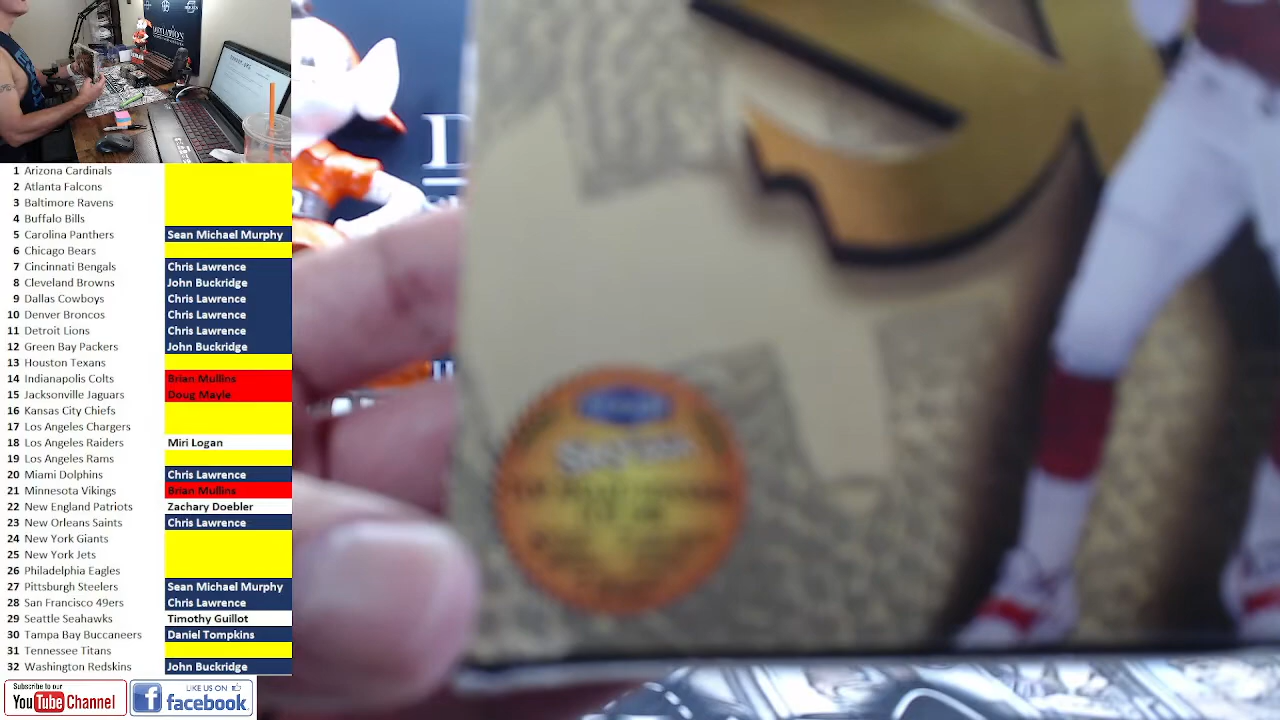 1 Arizona Cardinals
2 Atlanta Falcons
3 Baltimore Ravens
4 Buffalo Bills
5 Carolina Panthers Sean Michael Murphy
6 Chicago Bears
7 Cincinnati Bengals Chris Lawrence
8 Cleveland Browns John Buckridge
9 Dallas Cowboys Chris Lawrence
10 Denver Broncos Chris Lawrence
11 Detroit Lions Chris Lawrence
12 Green Bay Packers John Buckridge
13 Houston Texans
14 Indianapolis Colts Brian Mullins
15 Jacksonville Jaguars Doug Mayle
16 Kansas City Chiefs
17 Los Angeles Chargers
18 Los Angeles Raiders Miri Logan
19 Los Angeles Rams
20 Miami Dolphins Chris Lawrence
21 Minnesota Vikings Brian Mullins
22 New England Patriots Zachary Doebler
23 New Orleans Saints Chris Lawrence
24 New York Giants
25 New York Jets
26 Philadelphia Eagles
27 Pittsburgh Steelers Sean Michael Murphy
28 San Francisco 49ers Chris Lawrence
29 Seattle Seahawks Timothy Guillot
30 Tampa Bay Buccaneers Daniel Tompkins
31 Tennessee Titans
32 Washington Redskins John Buckridge
Subscribe to our
YouTube Channel
LIKE US ON
facebook